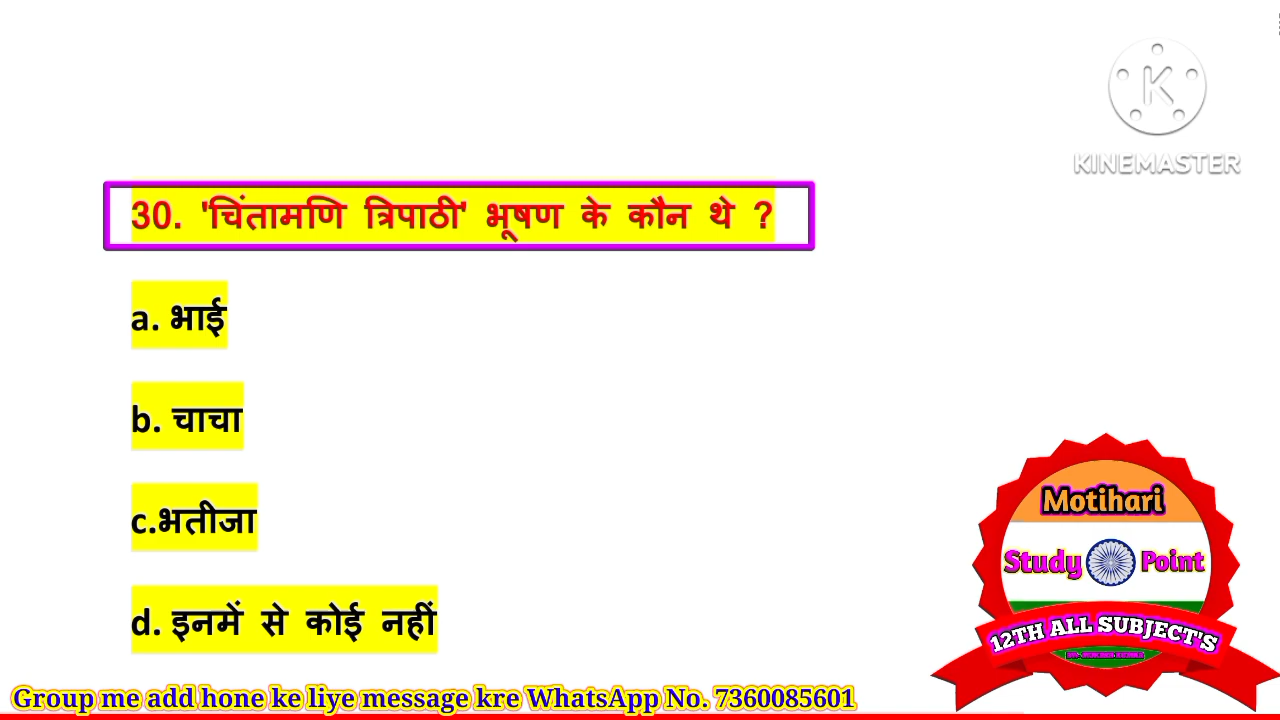 K
KINEMASTER
30. 'चिंतामणि त्रिपाठी' भूषण के कौन थे ?
a. भाई
b. चाचा
c.भतीजा
d. इनमें से कोई नहीं
Motihari
Study Point
12TH ALL SUBJECT'S
Group me add hone ke liye message kre WhatsApp No. 7360085601